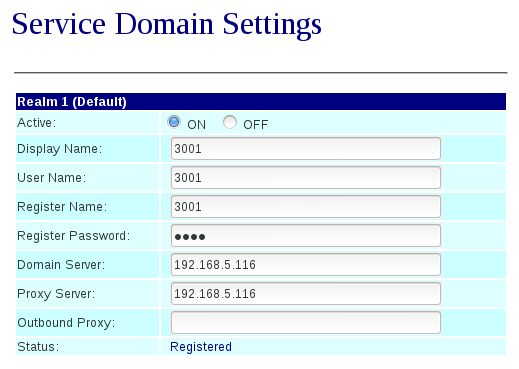 Service Domain Settings
Realm 1 (Default)
Active: ON OFF
Display Name: 3001
User Name: 3001
Register Name: 3001
Register Password: ●●●●
Domain Server: 192.168.5.116
Proxy Server: 192.168.5.116
Outbound Proxy:
Status: Registered